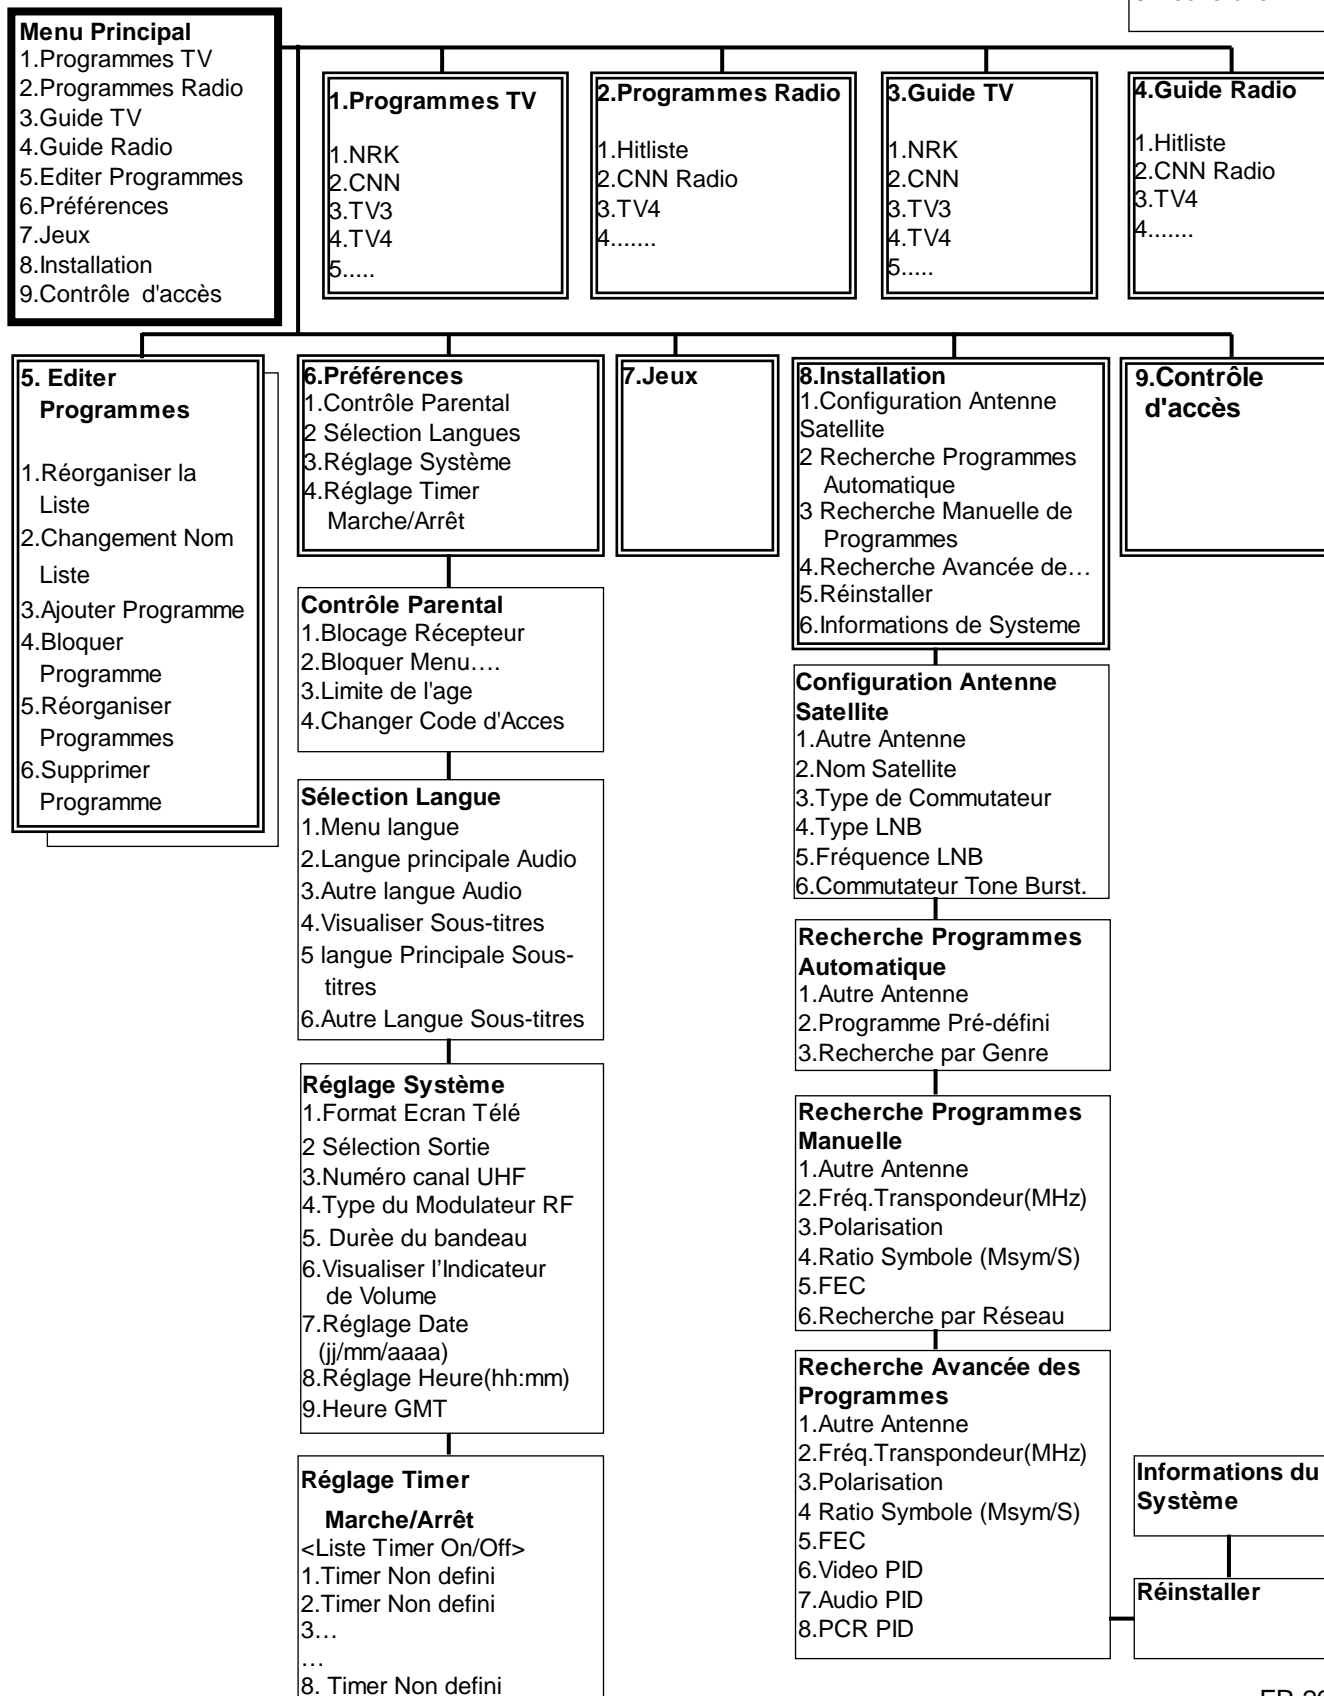 Menu Principal
1.Programmes TV
2.Programmes Radio
3.Guide TV
4.Guide Radio
5.Editer Programmes
6.Préférences
7.Jeux
8.Installation
9.Contrôle d'accès
1.Programmes TV
1.NRK
2.CNN
3.TV3
4.TV4
5.....
2.Programmes Radio
1.Hitliste
2.CNN Radio
3.TV4
4.......
3.Guide TV
1.NRK
2.CNN
3.TV3
4.TV4
5.....
4.Guide Radio
1.Hitliste
2.CNN Radio
3.TV4
4.......
5. Editer
Programmes
1.Réorganiser la
Liste
2.Changement Nom
Liste
3.Ajouter Programme
4.Bloquer
Programme
5.Réorganiser
Programmes
6.Supprimer
Programme
6.Préférences
1.Contrôle Parental
2 Sélection Langues
3.Réglage Système
4.Réglage Timer
Marche/Arrêt
Contrôle Parental
1.Blocage Récepteur
2.Bloquer Menu….
3.Limite de l'age
4.Changer Code d'Acces
Sélection Langue
1.Menu langue
2.Langue principale Audio
3.Autre langue Audio
4.Visualiser Sous-titres
5 langue Principale Sous-
titres
6.Autre Langue Sous-titres
Réglage Système
1.Format Ecran Télé
2 Sélection Sortie
3.Numéro canal UHF
4.Type du Modulateur RF
5. Durèe du bandeau
6.Visualiser l’Indicateur
de Volume
7.Réglage Date
(jj/mm/aaaa)
8.Réglage Heure(hh:mm)
9.Heure GMT
Réglage Timer
Marche/Arrêt
<Liste Timer On/Off>
1.Timer Non defini
2.Timer Non defini
3…
…
8. Timer Non defini
7.Jeux
8.Installation
1.Configuration Antenne
Satellite
2 Recherche Programmes
Automatique
3 Recherche Manuelle de
Programmes
4.Recherche Avancée de…
5.Réinstaller
6.Informations de Systeme
Configuration Antenne
Satellite
1.Autre Antenne
2.Nom Satellite
3.Type de Commutateur
4.Type LNB
5.Fréquence LNB
6.Commutateur Tone Burst.
Recherche Programmes
Automatique
1.Autre Antenne
2.Programme Pré-défini
3.Recherche par Genre
Recherche Programmes
Manuelle
1.Autre Antenne
2.Fréq.Transpondeur(MHz)
3.Polarisation
4.Ratio Symbole (Msym/S)
5.FEC
6.Recherche par Réseau
Recherche Avancée des
Programmes
1.Autre Antenne
2.Fréq.Transpondeur(MHz)
3.Polarisation
4 Ratio Symbole (Msym/S)
5.FEC
6.Video PID
7.Audio PID
8.PCR PID
9.Contrôle
d'accès
Informations du
Système
Réinstaller